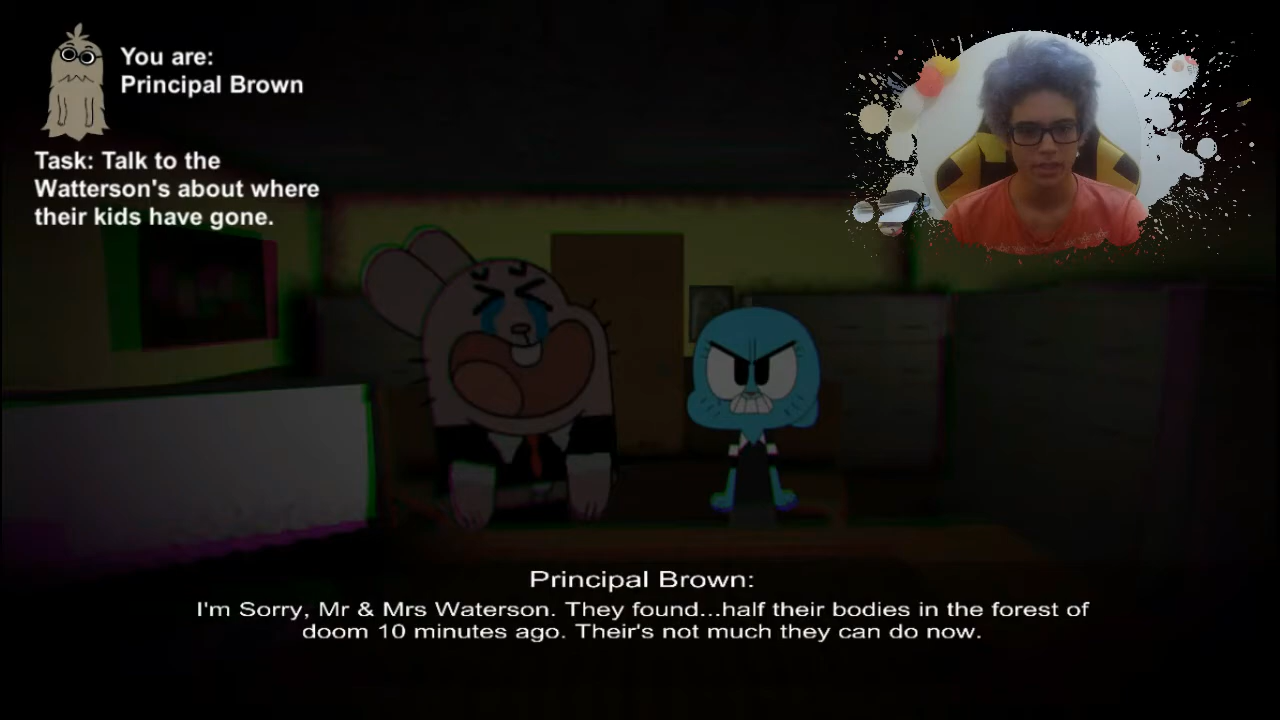 You are:
Principal Brown
Task: Talk to the
Watterson's about where
their kids have gone.
Principal Brown:
I'm Sorry, Mr & Mrs Waterson. They found...half their bodies in the forest of
doom 10 minutes ago. Their's not much they can do now.